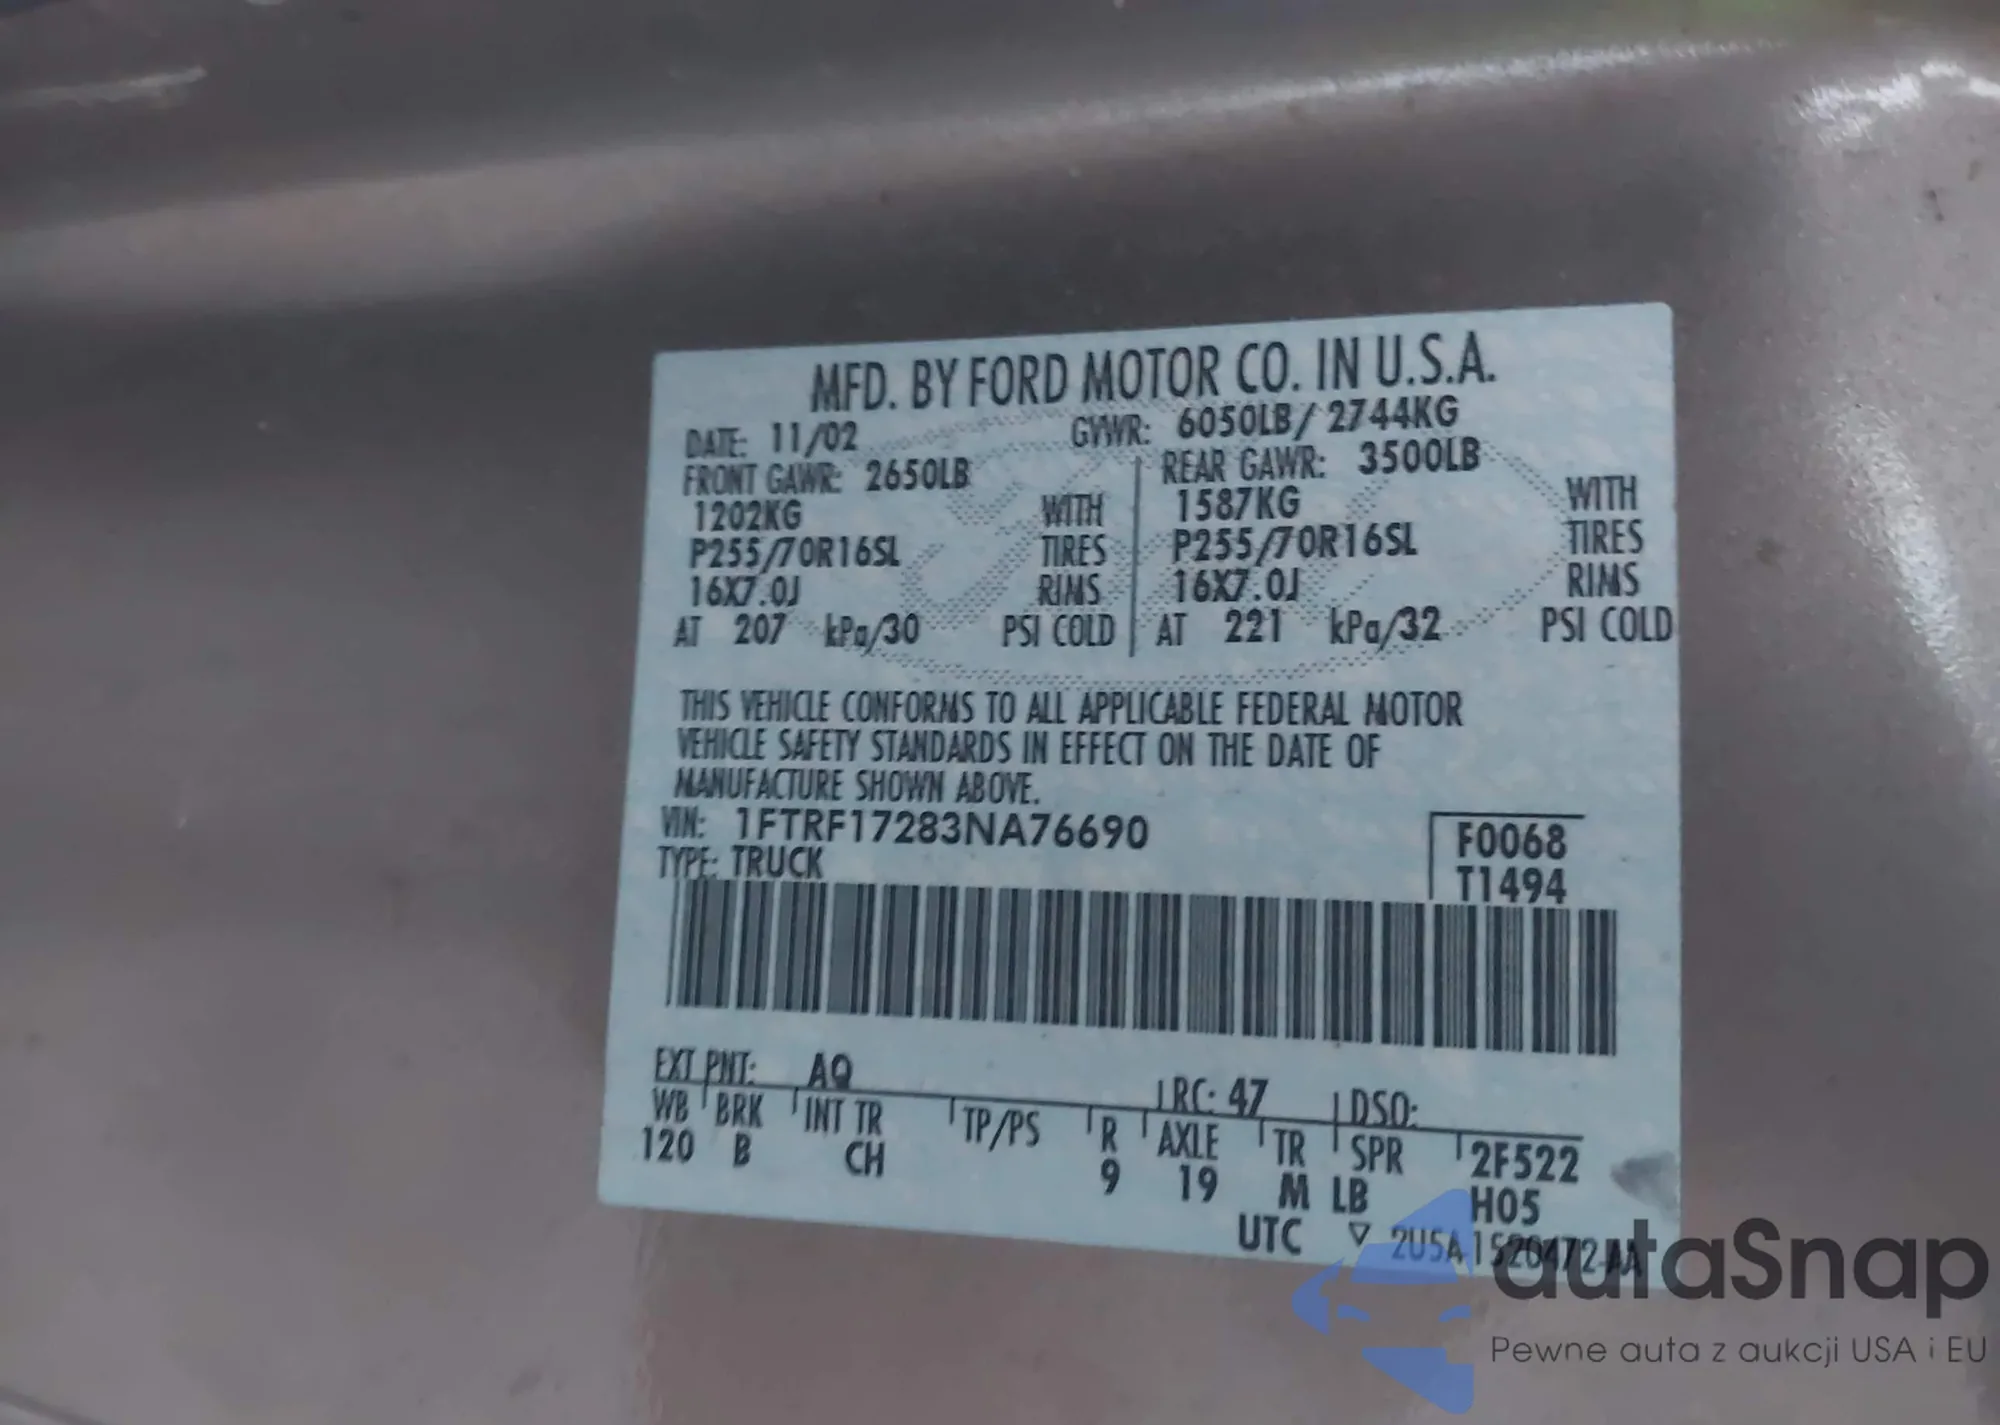 MFD. BY FORD MOTOR CO. IN U.S.A.
DATE: 11/02 GVWR: 6050LB/ 2744KG
FRONT GAWR: 2650LB REAR GAWR: 3500LB
1202KG WITH 1587KG WITH
P255/70R16SL TIRES P255/70R16SL TIRES
16X7.0J RIMS 16X7.0J RIMS
AT 207 kPa/30 PSI COLD AT 221 kPa/32 PSI COLD
THIS VEHICLE CONFORMS TO ALL APPLICABLE FEDERAL MOTOR
VEHICLE SAFETY STANDARDS IN EFFECT ON THE DATE OF
MANUFACTURE SHOWN ABOVE.
VIN: 1FTRF17283NA76690 F0068
TYPE: TRUCK T1494
EXT PNT: AQ RC: 47 DSO:
WB BRK INT TR TP/PS R AXLE TR SPR 2F522
120 B CH 9 19 M LB H05
UTC ▽ 2U5A 1520472 AA
autaSnap
Pewne auta z aukcji USA i EU